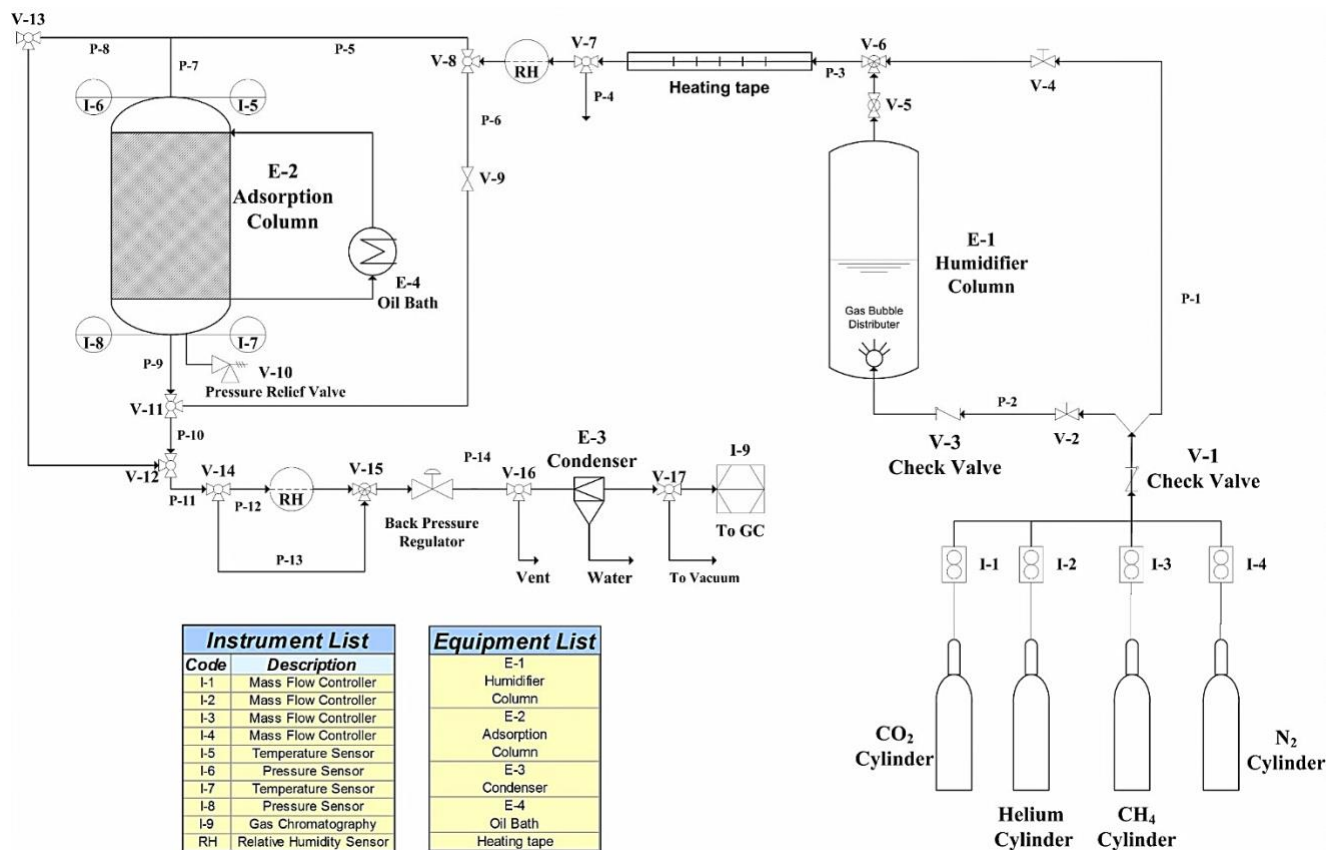 V-13
P-8
P-5
P-7
V-8
RH
V-7
P-4
Heating tape
P-3
V-6
V-5
V-4
I-6
I-5
P-6
V-9
E-2
Adsorption
Column
E-4
Oil Bath
E-1
Humidifier
Column
Gas Bubble
Distributer
P-1
I-8
I-7
P-9
V-10
Pressure Relief Valve
V-11
P-10
V-12
P-11
V-14
P-12
RH
V-15
P-13
P-14
Back Pressure
Regulator
V-16
E-3
Condenser
V-17
I-9
To GC
Vent
Water
To Vacuum
P-2
V-3
Check Valve
V-2
V-1
Check Valve
I-1
I-2
I-3
I-4
CO₂
Cylinder
Helium
Cylinder
CH₄
Cylinder
N₂
Cylinder
Instrument List
Code Description
I-1 Mass Flow Controller
I-2 Mass Flow Controller
I-3 Mass Flow Controller
I-4 Mass Flow Controller
I-5 Temperature Sensor
I-6 Pressure Sensor
I-7 Temperature Sensor
I-8 Pressure Sensor
I-9 Gas Chromatography
RH Relative Humidity Sensor
Equipment List
E-1
Humidifier
Column
E-2
Adsorption
Column
E-3
Condenser
E-4
Oil Bath
Heating tape